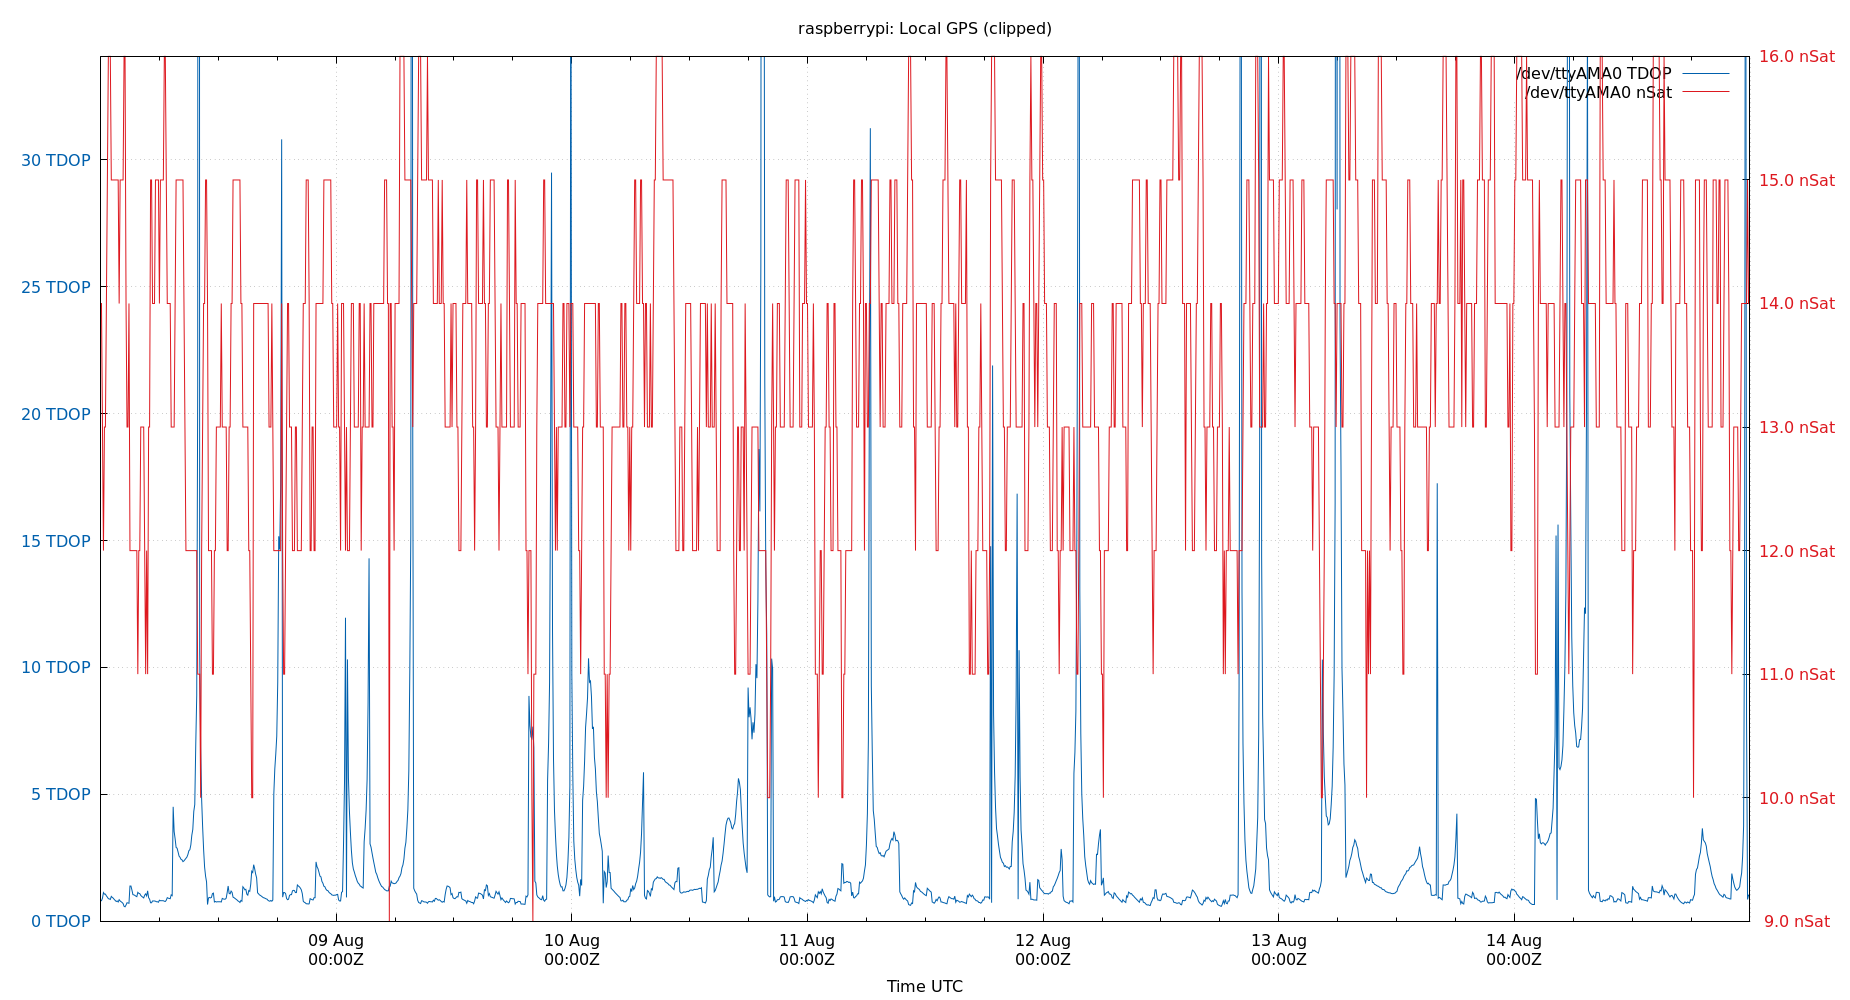 raspberrypi: Local GPS (clipped)
16.0 nSat
/dev/ttyAMA0 TDOP
/dev/ttyAMA0 nSat
30 TDOP
15.0 nSat
25 TDOP
14.0 nSat
20 TDOP
13.0 nSat
15 TDOP
12.0 nSat
10 TDOP
11.0 nSat
5 TDOP
10.0 nSat
0 TDOP
9.0 nSat
09 Aug
00:00Z
10 Aug
00:00Z
11 Aug
00:00Z
12 Aug
00:00Z
13 Aug
00:00Z
14 Aug
00:00Z
Time UTC